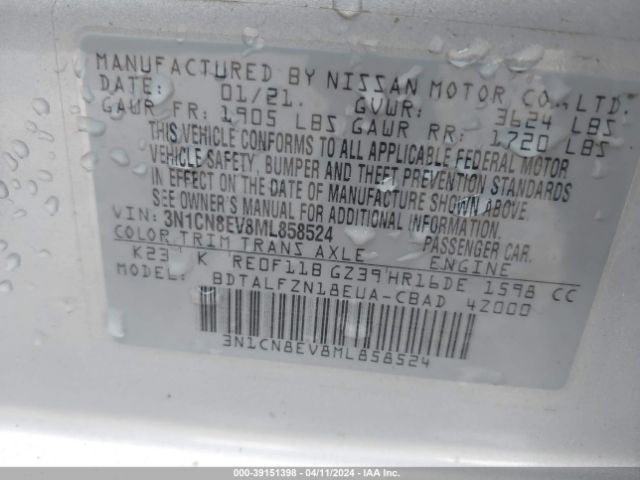 MANUFACTURED BY NISSAN MOTOR CO., LTD.
DATE: 01/21. GVWR: 3624 LBS
GAWR FR: 1905 LBS GAWR RR: 1720 LBS
THIS VEHICLE CONFORMS TO ALL APPLICABLE FEDERAL MOTOR
VEHICLE SAFETY, BUMPER AND THEFT PREVENTION STANDARDS
IN EFFECT ON THE DATE OF MANUFACTURE SHOWN ABOVE.
SEE OWNER'S MANUAL FOR ADDITIONAL INFORMATION.
VIN: 3N1CN8EV8ML858524 PASSENGER CAR.
COLOR TRIM TRANS AXLE ENGINE
K23 K RE0F11B GZ39 HR16DE 1598 CC
MODEL: BDTALFZN18EUA-CBAD 4Z000
3N1CN8EV8ML858524
000-39151398 - 04/11/2024 - IAAI.COM